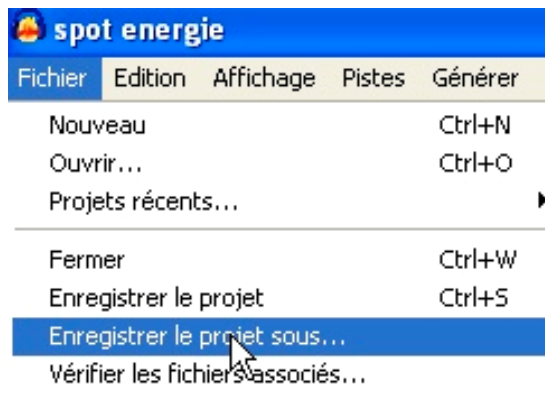 spot energie
Fichier Edition Affichage Pistes Générer
Nouveau Ctrl+N
Ouvrir... Ctrl+O
Projets récents...
Fermer Ctrl+W
Enregistrer le projet Ctrl+S
Enregistrer le projet sous...
Vérifier les fichiers associés...